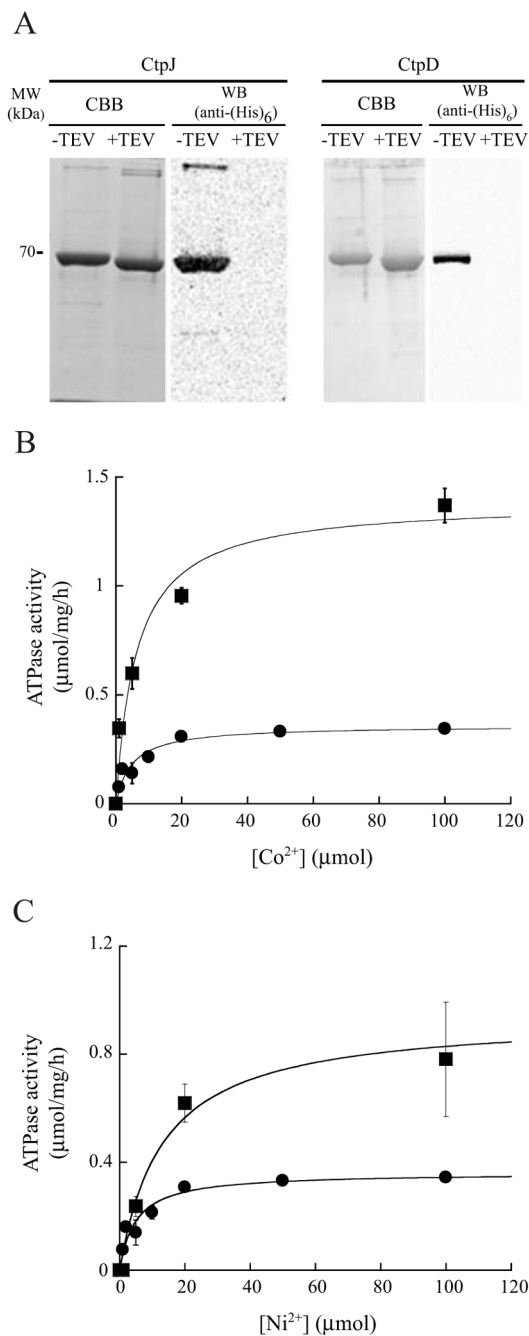 A
CtpJ
CtpD
MW
(kDa)
CBB
WB
(anti-(His)6)
CBB
WB
(anti-(His)6)
-TEV +TEV
-TEV +TEV
-TEV +TEV
-TEV +TEV
70-
B
1.5
1
0.5
0
ATPase activity
(μmol/mg/h)
0 20 40 60 80 100 120
[Co2+] (μmol)
C
1.2
0.8
0.4
0
ATPase activity
(μmol/mg/h)
0 20 40 60 80 100 120
[Ni2+] (μmol)